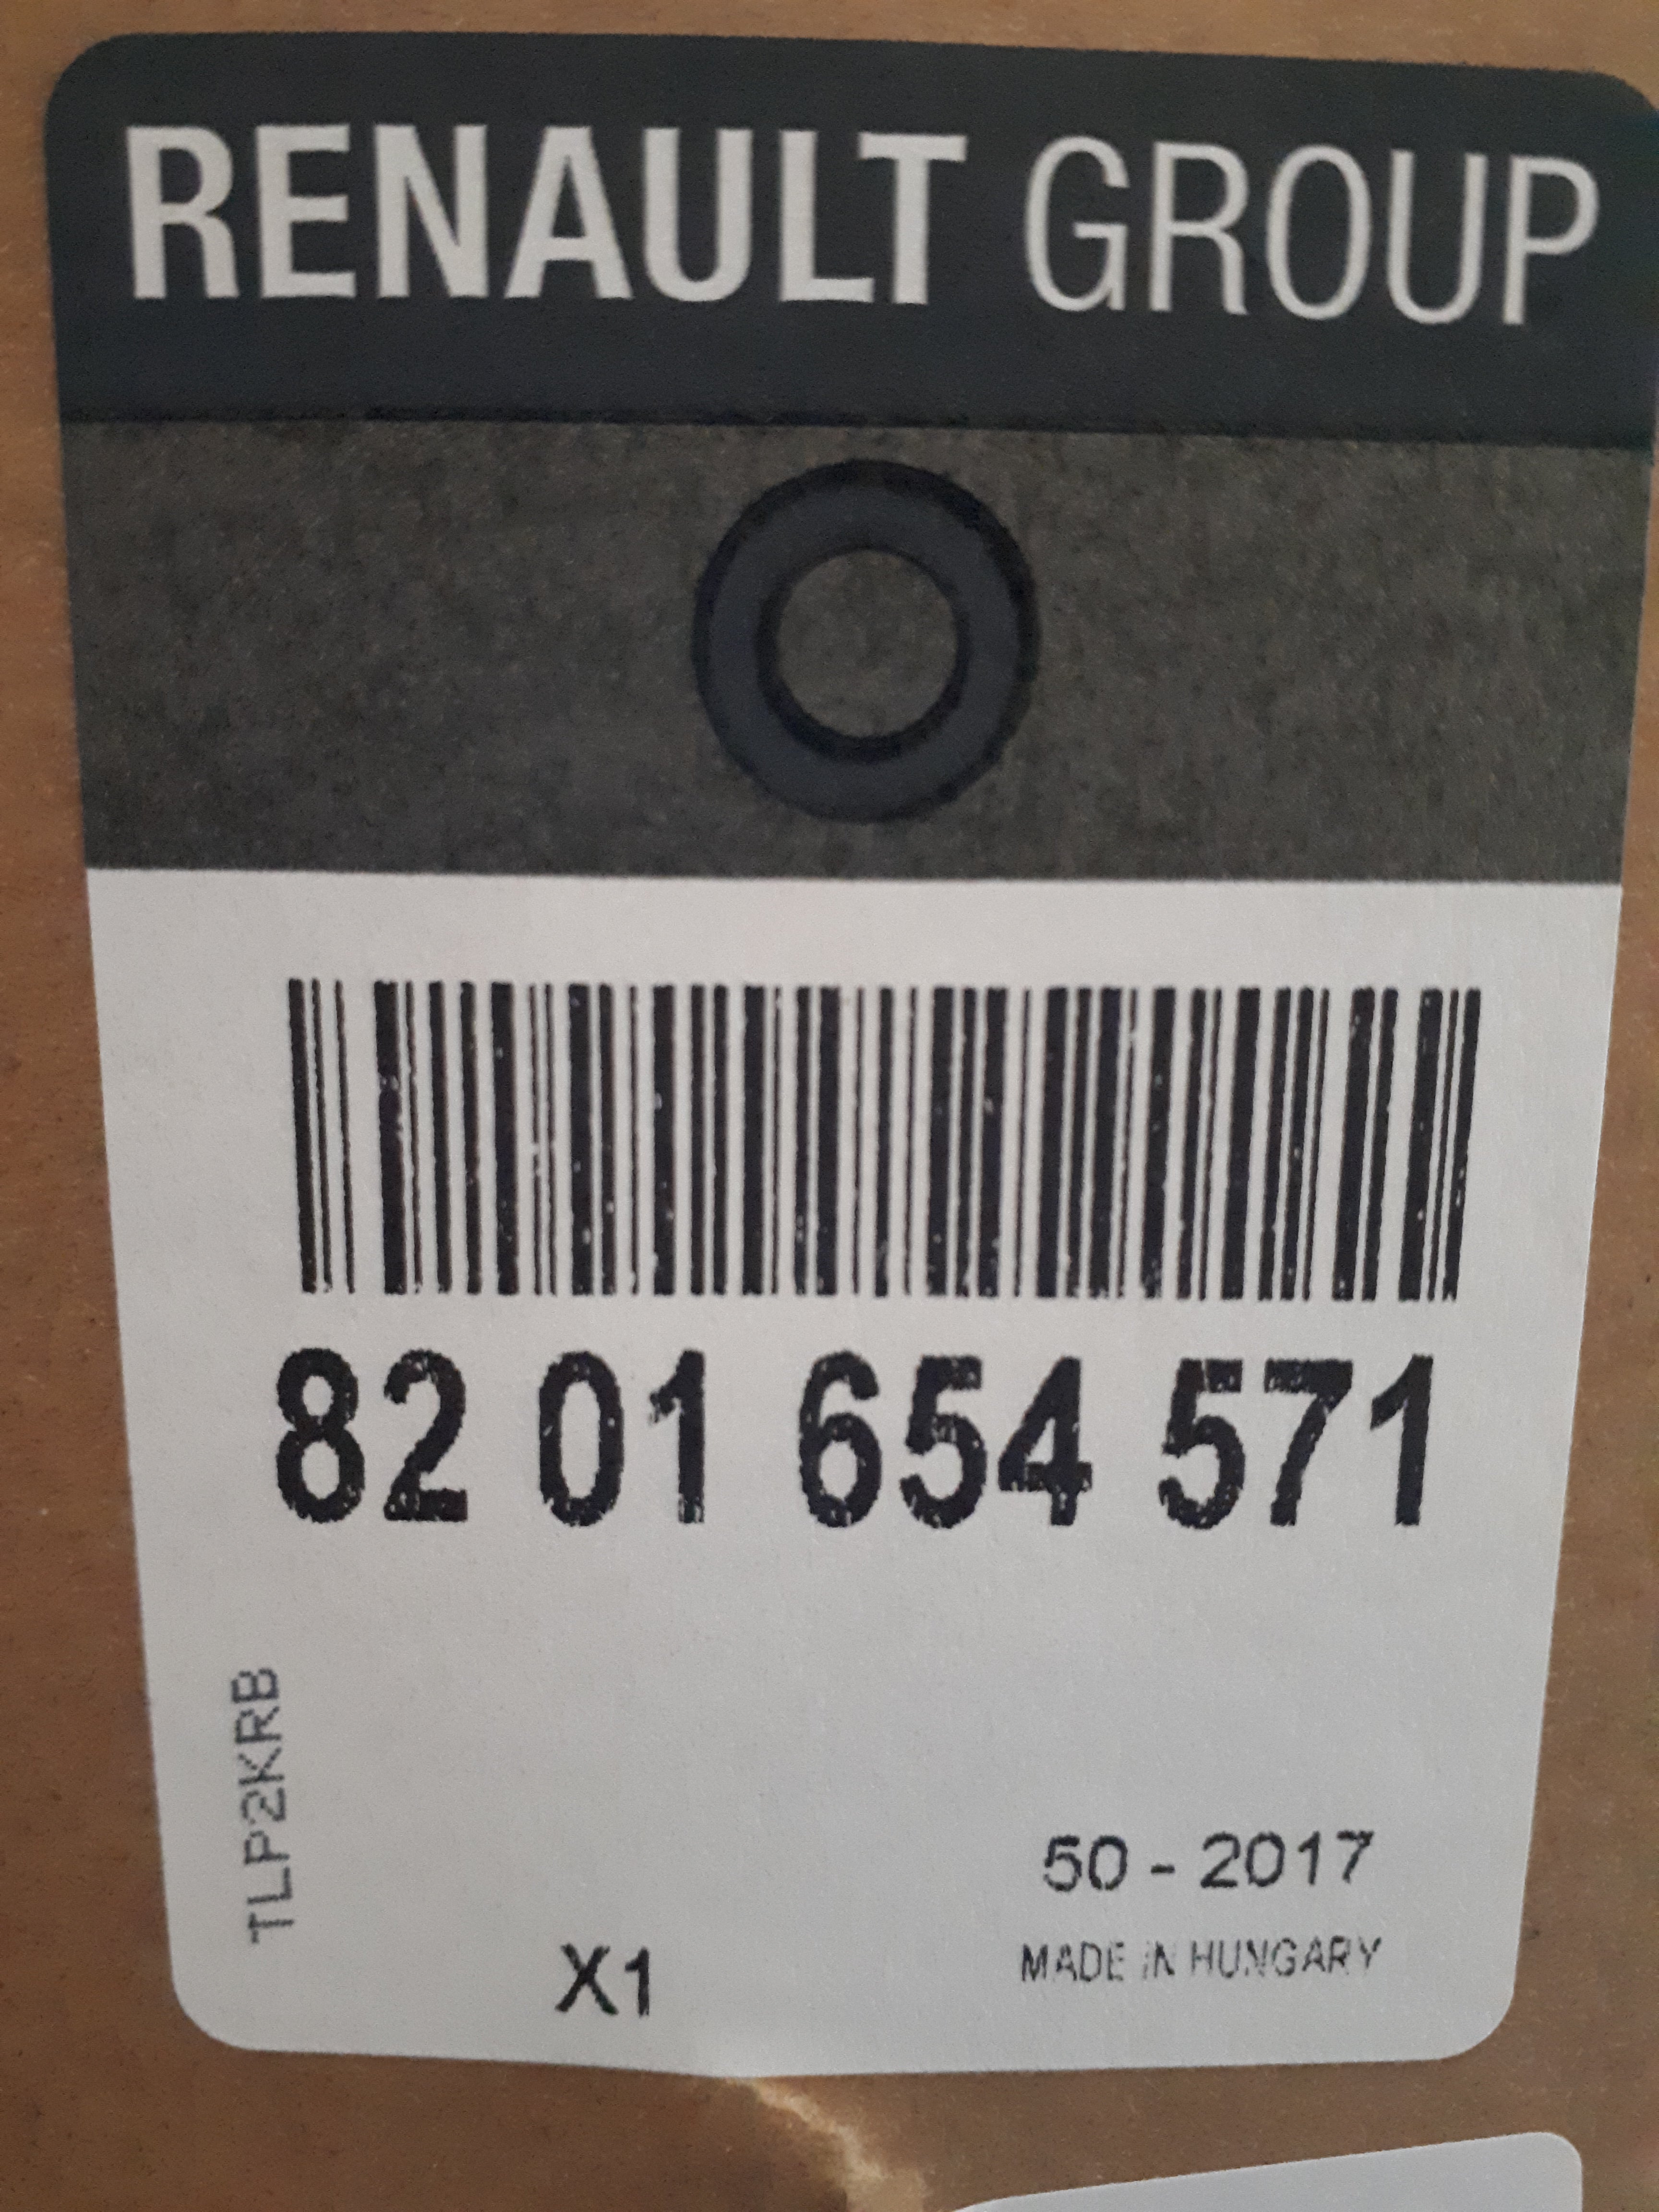 RENAULT GROUP
82 01 654 571
TLP2KRB
50 - 2017
MADE IN HUNGARY
X1